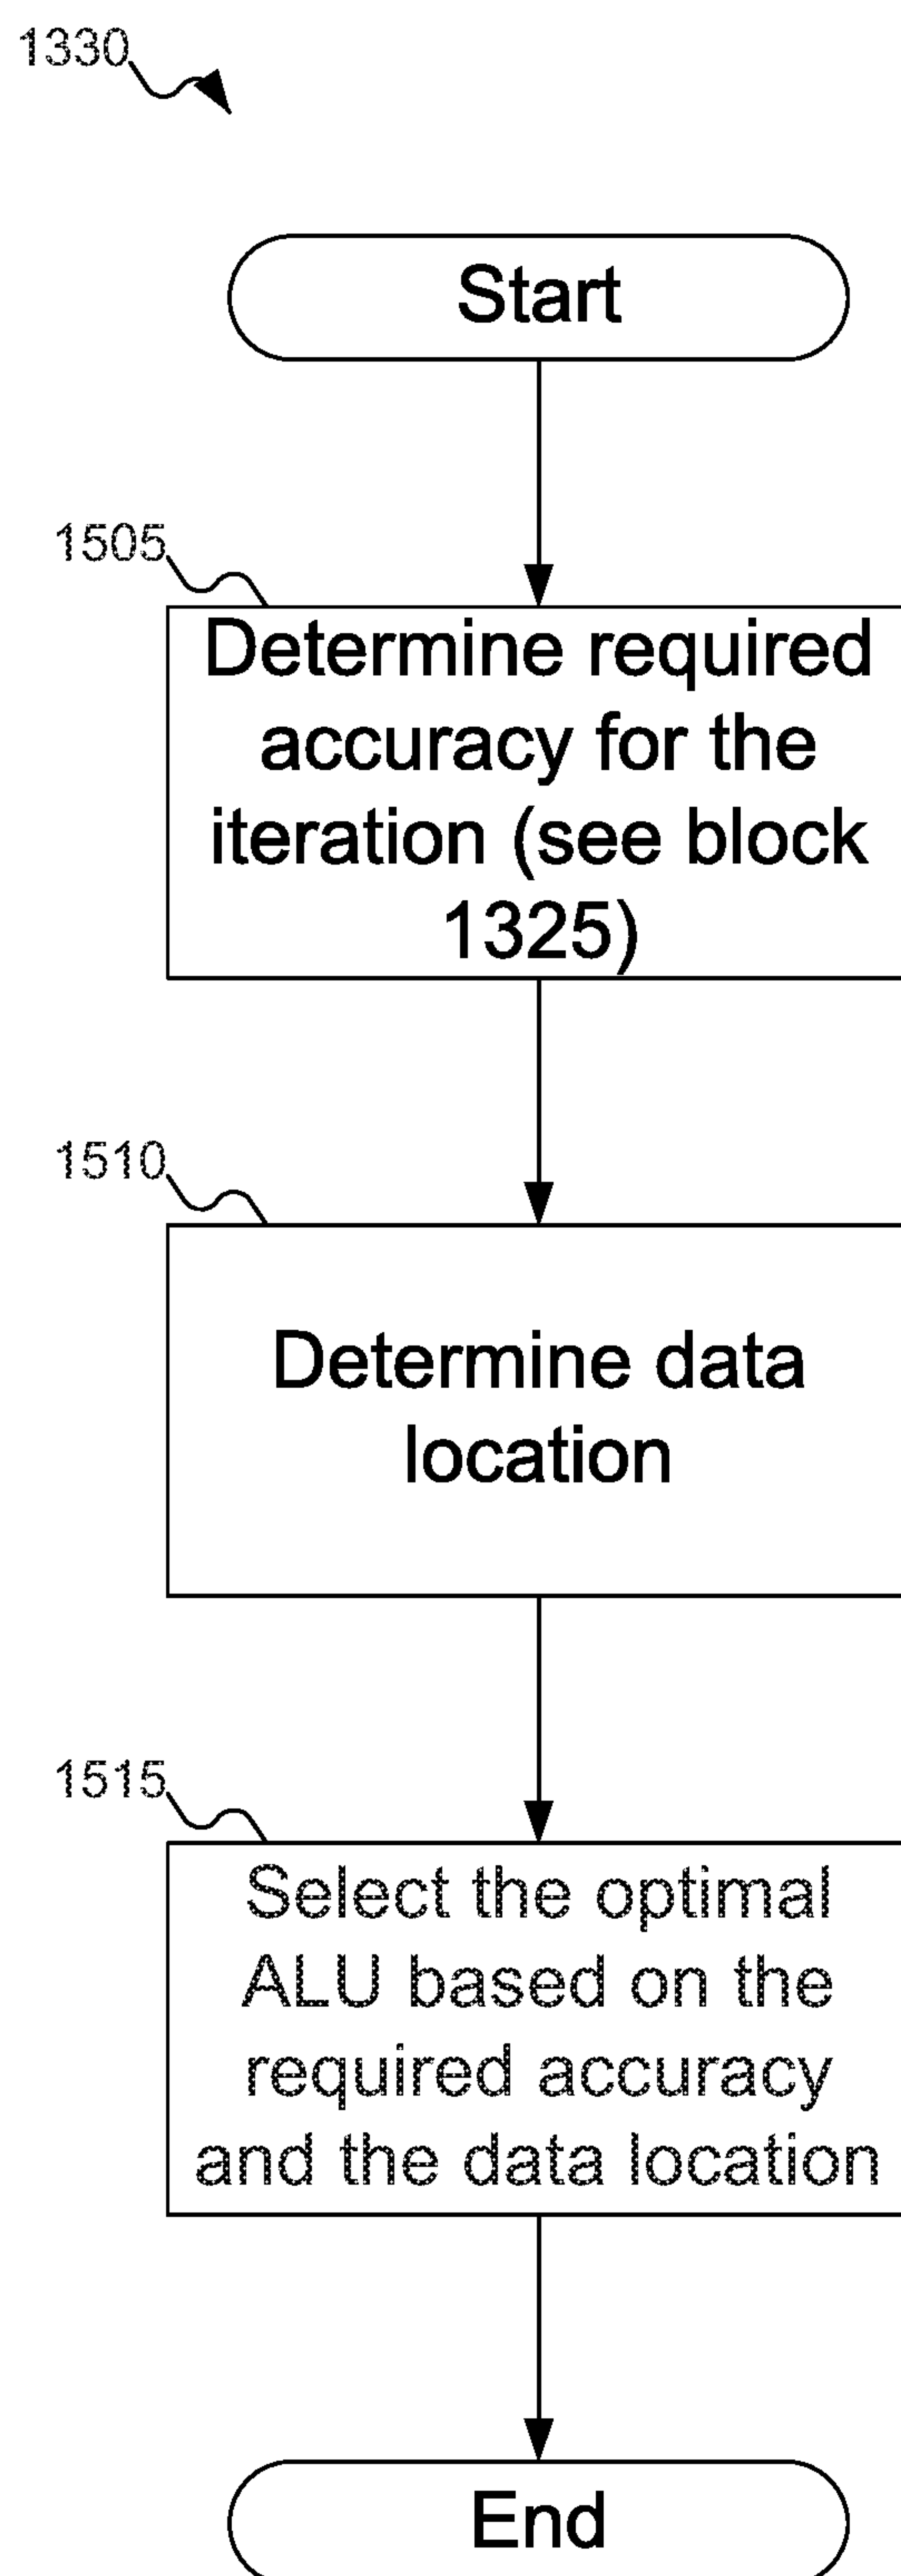 1330
Start
1505
Determine required
accuracy for the
iteration (see block
1325)
1510
Determine data
location
1515
Select the optimal
ALU based on the
required accuracy
and the data location
End